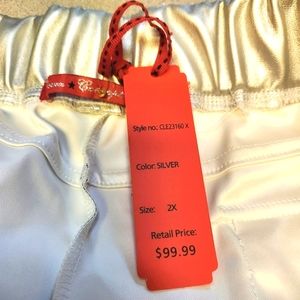 Style no.: CLE23160 X
Color: SILVER
Size: 2X
Retail Price:
$99.99